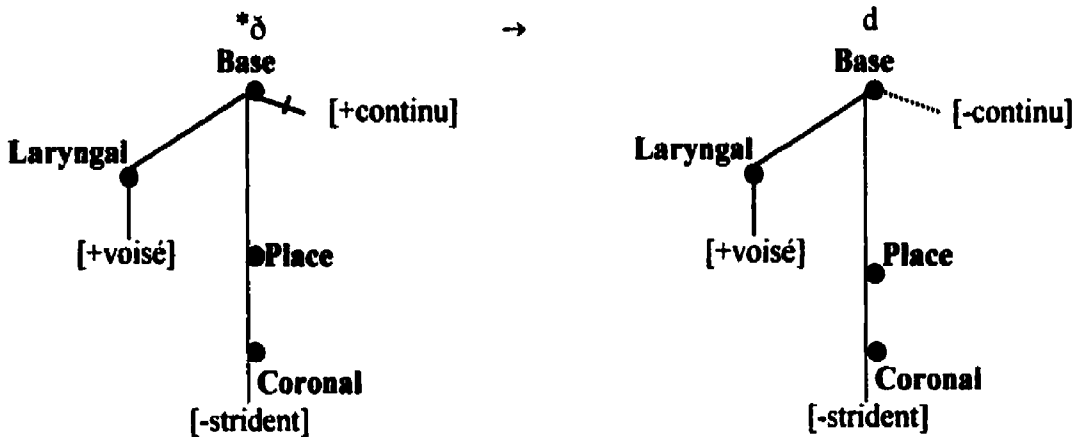 *ð → d
Base Base
[+continu] [-continu]
Laryngal Laryngal
[+voisé] Place [+voisé] Place
Coronal Coronal
[-strident] [-strident]